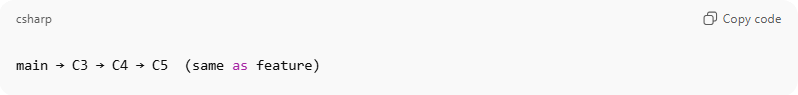 csharp
Copy code
main → C3 → C4 → C5  (same as feature)